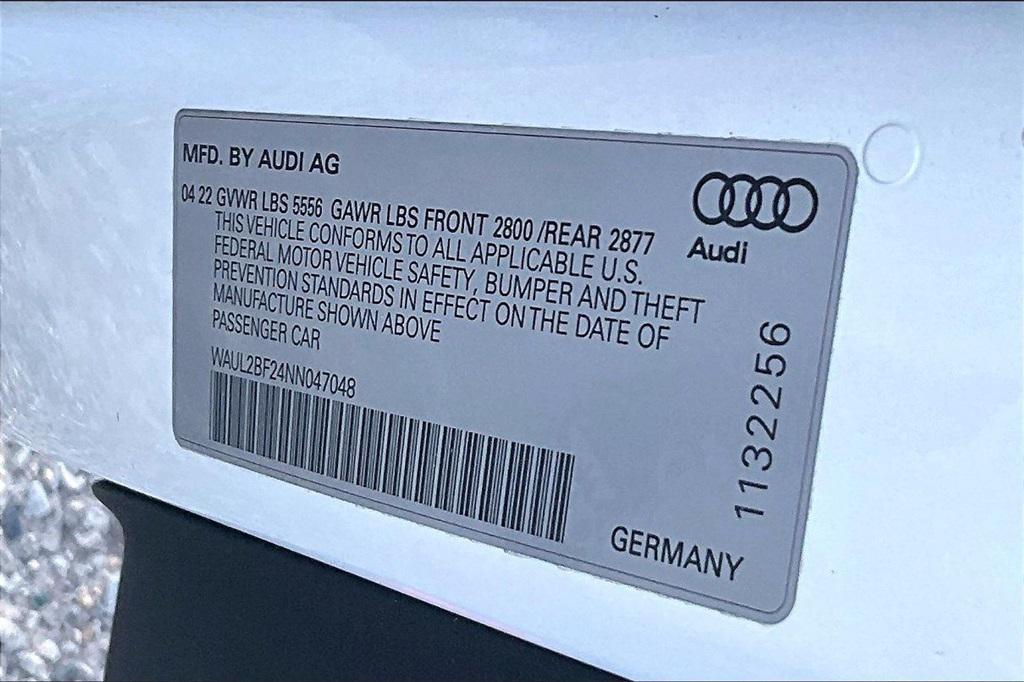 MFD. BY AUDI AG
04 22 GVWR LBS 5556 GAWR LBS FRONT 2800 /REAR 2877
THIS VEHICLE CONFORMS TO ALL APPLICABLE U.S.
FEDERAL MOTOR VEHICLE SAFETY, BUMPER AND THEFT
PREVENTION STANDARDS IN EFFECT ON THE DATE OF
MANUFACTURE SHOWN ABOVE
PASSENGER CAR
WAUL2BF24NN047048
Audi
1132256
GERMANY